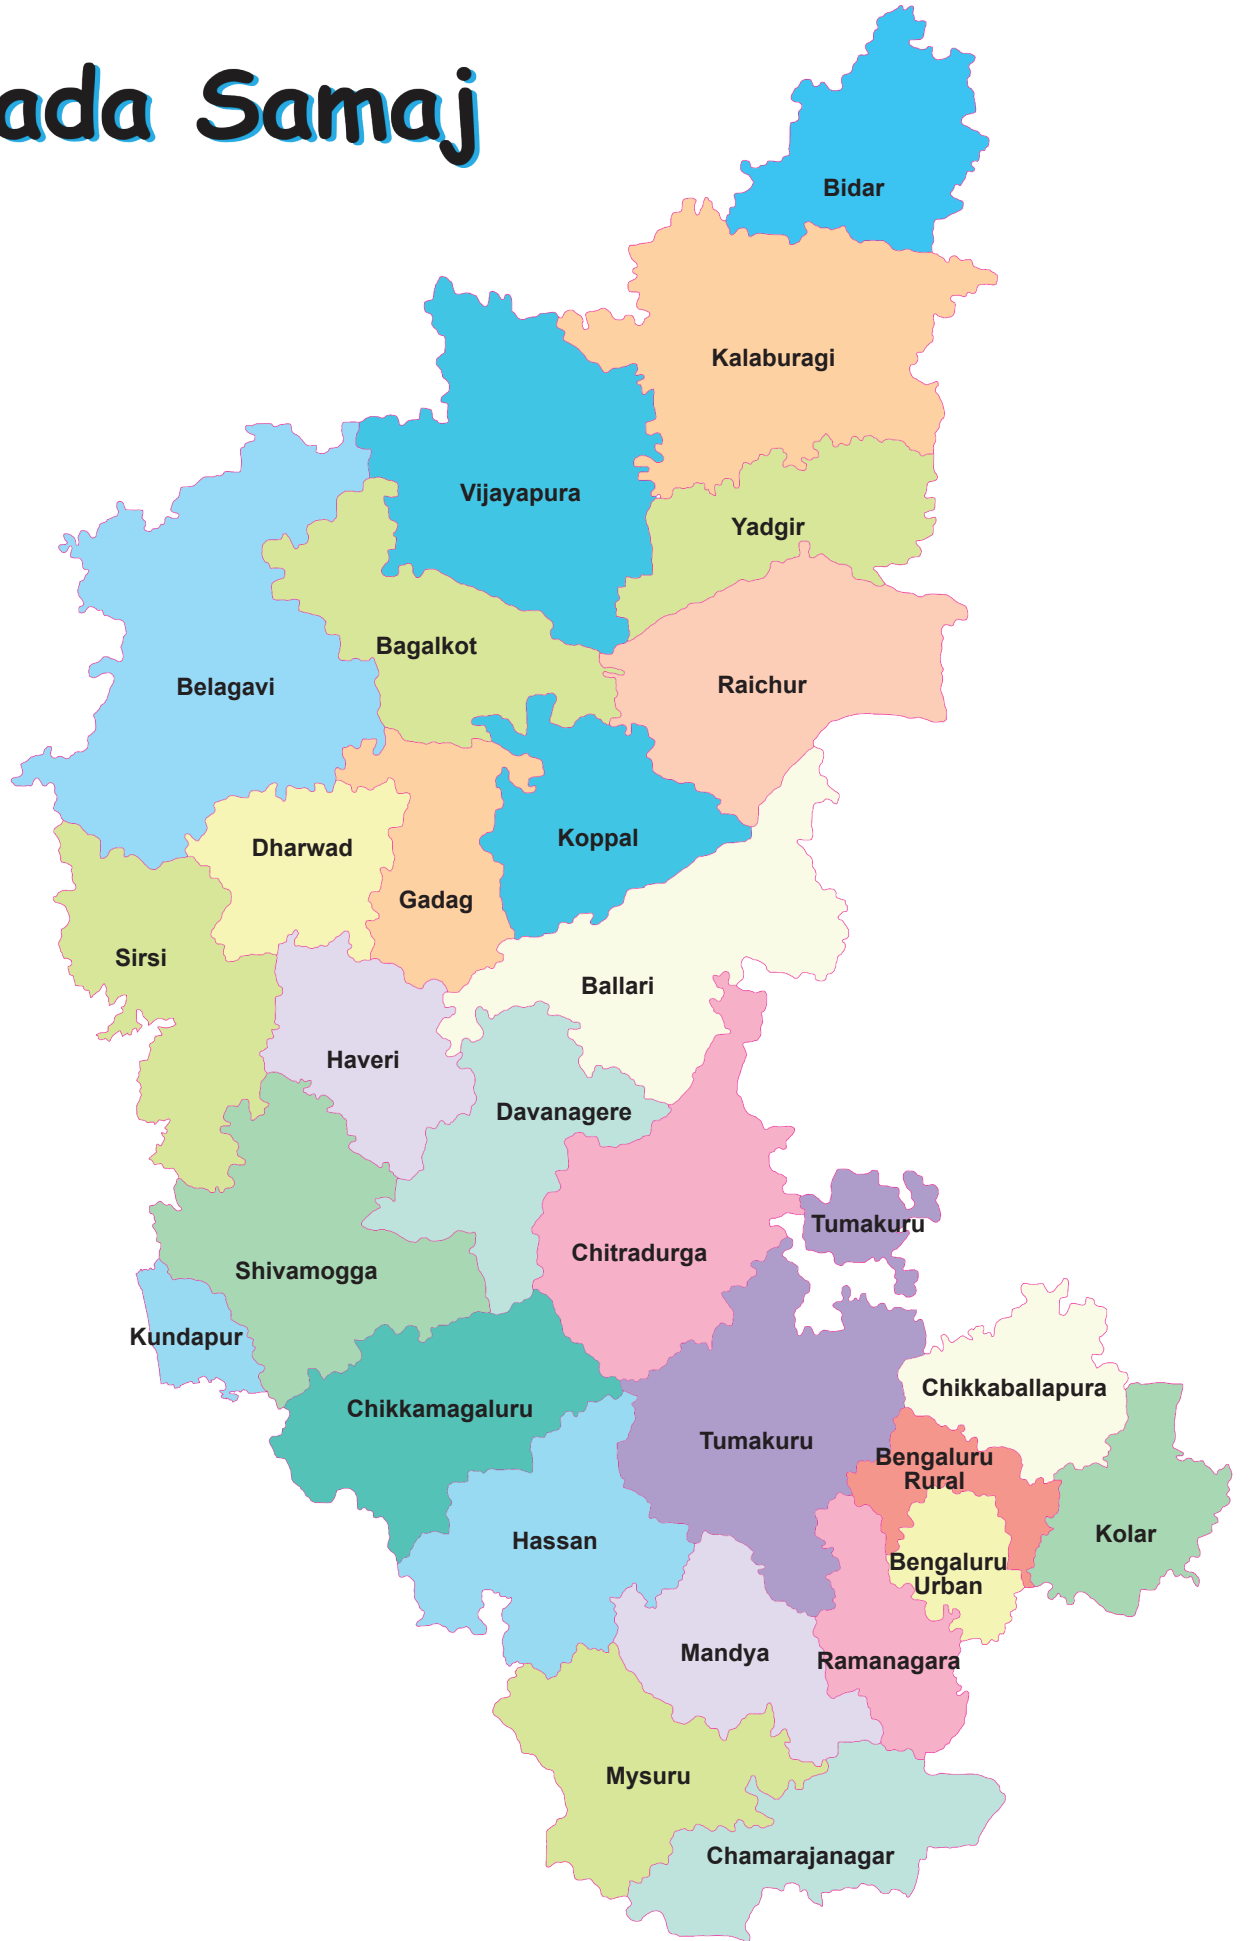 ada Samaj
Bidar
Kalaburagi
Vijayapura
Yadgir
Bagalkot
Raichur
Belagavi
Koppal
Dharwad
Gadag
Sirsi
Ballari
Haveri
Davanagere
Tumakuru
Chitradurga
Shivamogga
Kundapur
Chikkaballapura
Chikkamagaluru
Tumakuru
Bengaluru
Rural
Kolar
Hassan
Bengaluru
Urban
Mandya
Ramanagara
Mysuru
Chamarajanagar